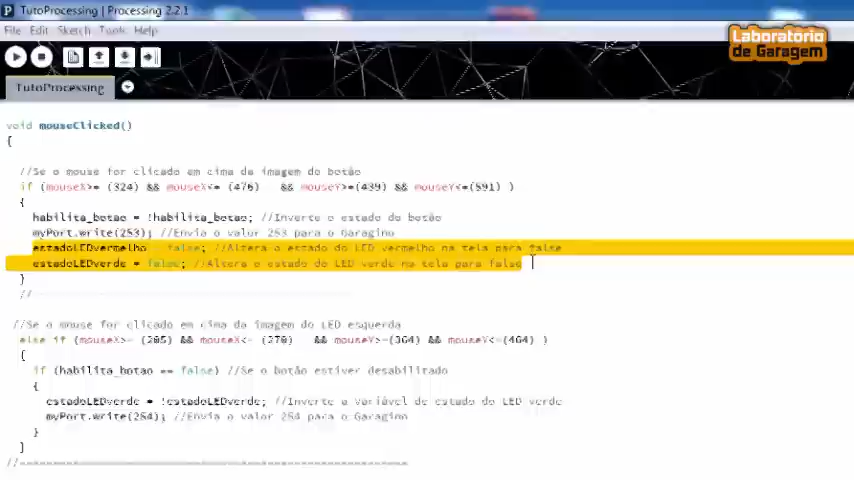 TutoProcessing | Processing 2.2.1
File Edit Sketch Tools Help
Laboratório
de Garagem
TutoProcessing
void mouseClicked()
{
//Se o mouse for clicado em cima da imagem do botão
if (mouseX>= (324) && mouseX<= (476) && mouseY>=(439) && mouseY<=(591) )
{
habilita_botao = !habilita_botao; //Inverte o estado do botão
myPort.write(253); //Envia o valor 253 para o Garagino
estadoLEDvermelho = false; //Altera o estado do LED vermelho na tela para false
estadoLEDverde = false; //Altera o estado do LED verde na tela para false
}
//----------------------------
//Se o mouse for clicado em cima da imagem do LED esquerda
else if (mouseX>= (205) && mouseX<= (270) && mouseY>=(364) && mouseY<=(464) )
{
if (habilita_botao == false) //Se o botão estiver desabilitado
{
estadoLEDverde = !estadoLEDverde; //Inverte a variável de estado do LED verde
myPort.write(254); //Envia o valor 254 para o Garagino
}
}
//============================================================